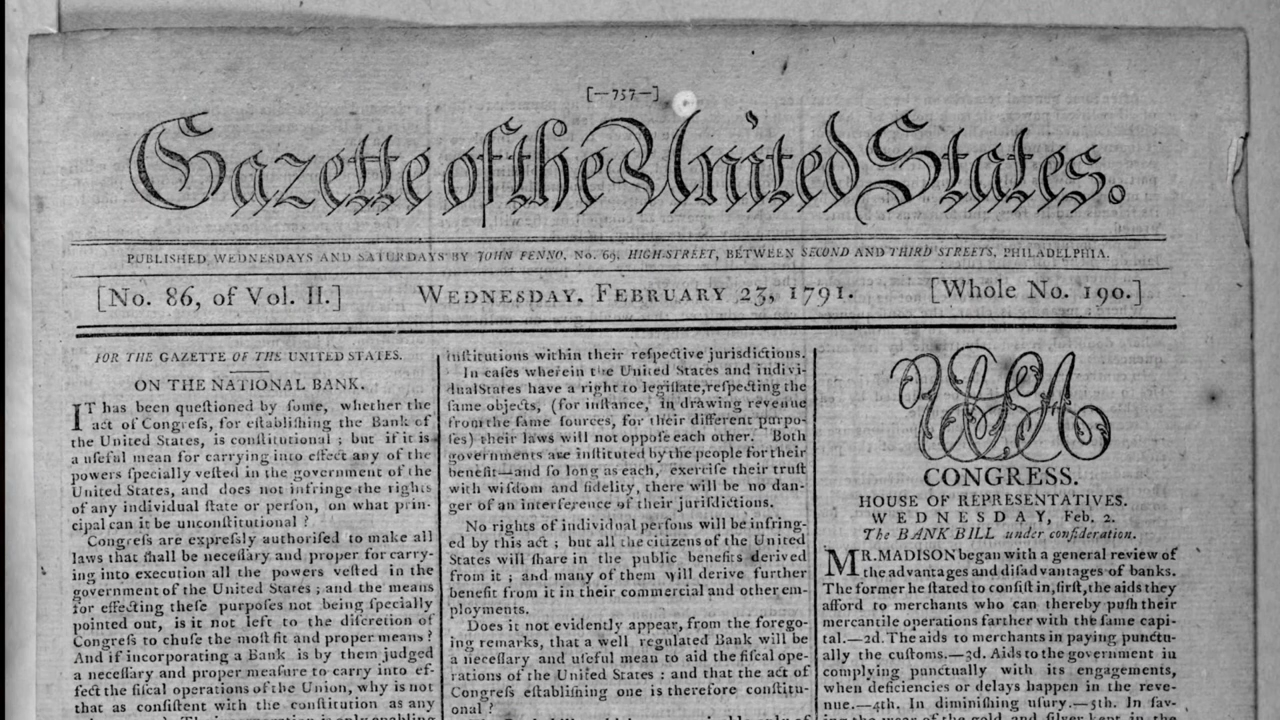 [—757—]
Gazette of the United States.
PUBLISHED WEDNESDAYS AND SATURDAYS BY JOHN FENNO, No. 69, HIGH-STREET, BETWEEN SECOND AND THIRD STREETS, PHILADELPHIA.
[No. 86, of Vol. II.]
WEDNESDAY, FEBRUARY 23, 1791.
[Whole No. 190.]
FOR THE GAZETTE OF THE UNITED STATES.
ON THE NATIONAL BANK.
IT has been queſtioned by ſome, whether the
act of Congreſs, for eſtabliſhing the Bank of
the United States, is conſtitutional ; but if it is
a uſeful mean for carrying into effect any of the
powers ſpecially veſted in the government of the
United States, and does not infringe the rights
of any individual ſtate or perſon, on what prin-
cipal can it be unconſtitutional ?
Congreſs are expreſsly authoriſed to make all
laws that ſhall be neceſſary and proper for carry-
ing into execution all the powers veſted in the
government of the United States ; and the means
for effecting theſe purpoſes not being ſpecially
pointed out, is it not left to the diſcretion of
Congreſs to chuſe the moſt fit and proper means ?
And if incorporating a Bank is by them judged
a neceſſary and proper meaſure to carry into ef-
fect the fiſcal operations of the Union, why is not
that as conſiſtent with the conſtitution as any
inſtitutions within their reſpective jurisdictions.
In caſes wherein the United States and indivi-
dual States have a right to legiſlate, reſpecting the
ſame objects, (for inſtance, in drawing revenue
from the ſame ſources, for their different purpo-
ſes) their laws will not oppoſe each other. Both
governments are inſtituted by the people for their
benefit—and ſo long as each, exerciſe their truſt
with wiſdom and fidelity, there will be no dan-
ger of an interference of their juriſdictions.
No rights of individual perſons will be infring-
ed by this act ; but all the citizens of the United
States will ſhare in the public benefits derived
from it ; and many of them will derive further
benefit from it in their commercial and other em-
ployments.
Does it not evidently appear, from the forego-
ing remarks, that a well regulated Bank will be
a neceſſary and uſeful mean to aid the fiſcal ope-
rations of the United States : and that the act of
Congreſs eſtabliſhing one is therefore conſtitu-
onal ?
USA
CONGRESS.
HOUSE OF REPRESENTATIVES.
WEDNESDAY, Feb. 2.
The BANK BILL under conſideration.
MR. MADISON began with a general review of
the advantages and diſadvantages of banks.
The former he ſtated to conſiſt in, firſt, the aids they
afford to merchants who can thereby puſh their
mercantile operations farther with the ſame capi-
tal.—2d. The aids to merchants in paying punctu-
ally the cuſtoms.—3d. Aids to the government in
complying punctually with its engagements,
when deficiencies or delays happen in the reve-
nue.—4th. In diminiſhing uſury.—5th. In ſav-
ing the wear of the gold and ſilver kept in the